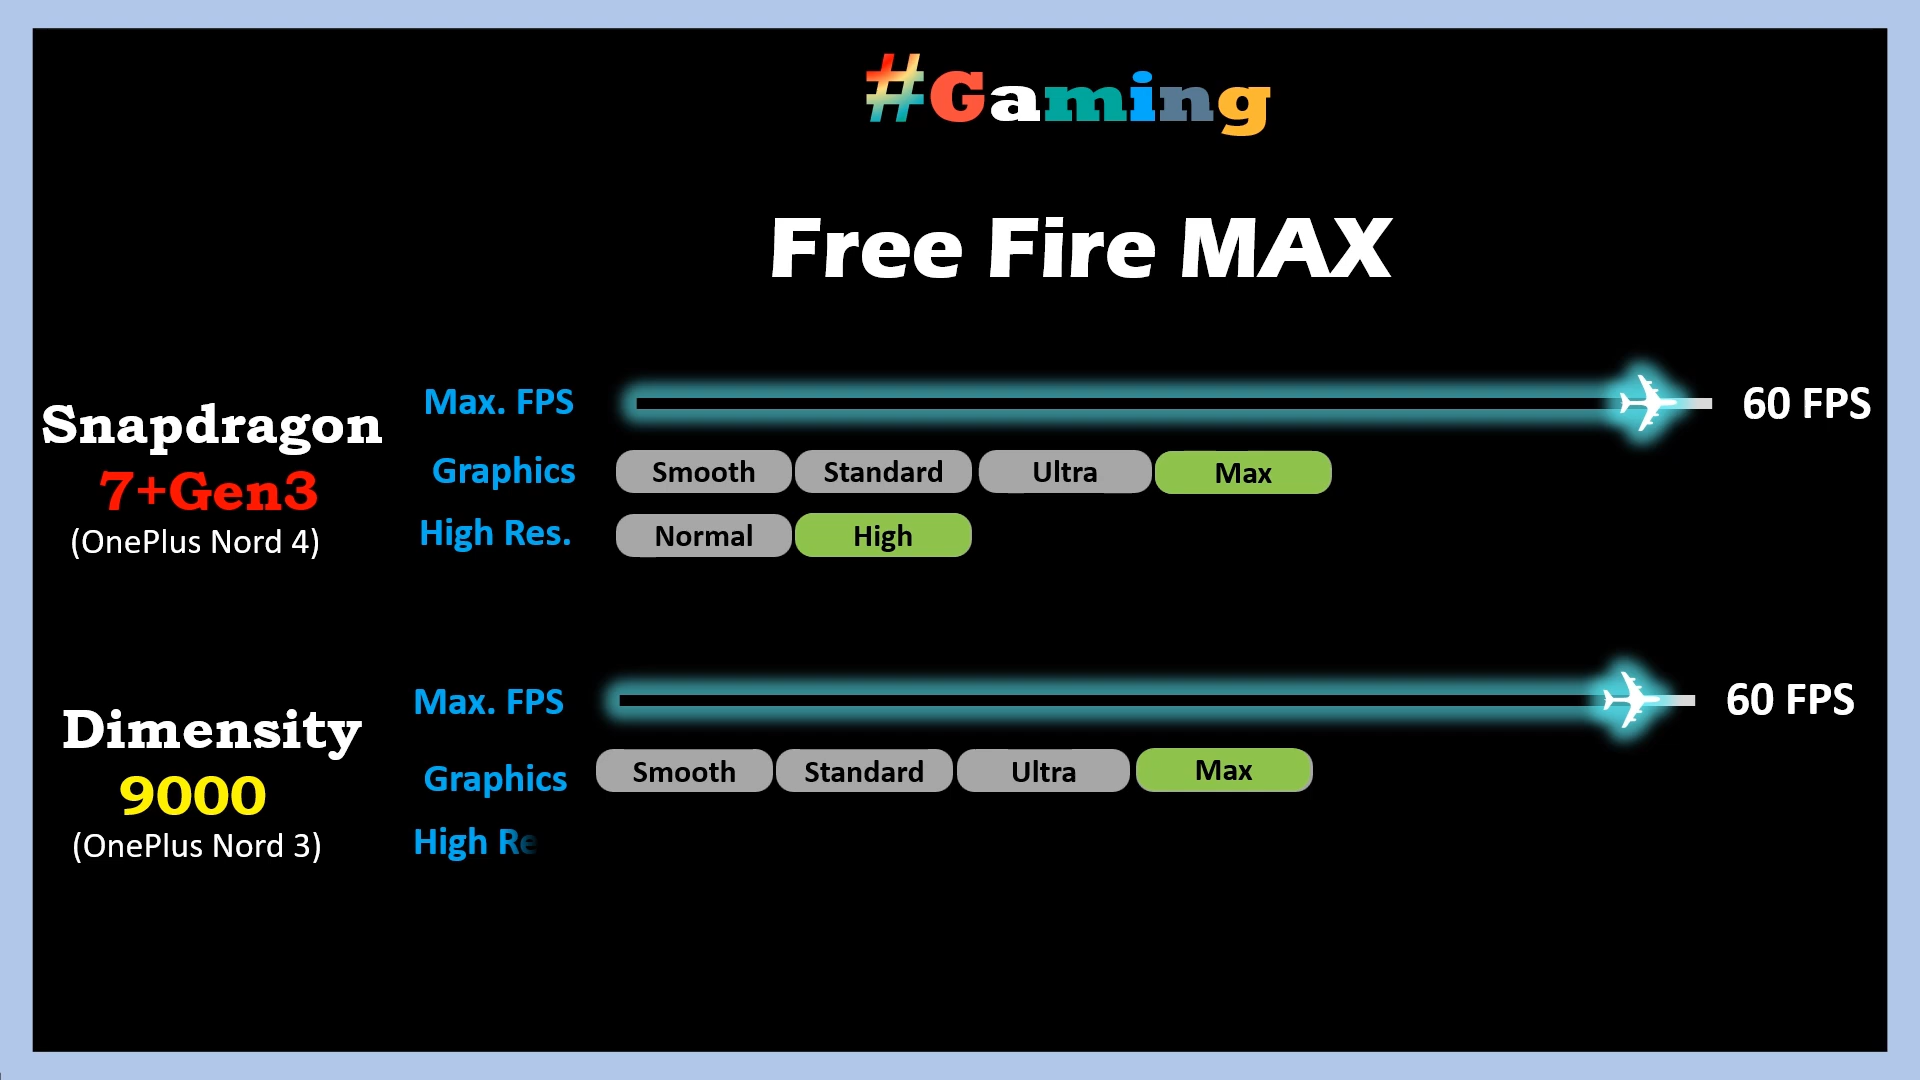 #Gaming
Free Fire MAX
Snapdragon
7+Gen3
(OnePlus Nord 4)
Max. FPS
60 FPS
Graphics
Smooth Standard Ultra Max
High Res.
Normal High
Dimensity
9000
(OnePlus Nord 3)
Max. FPS
60 FPS
Graphics
Smooth Standard Ultra Max
High Re